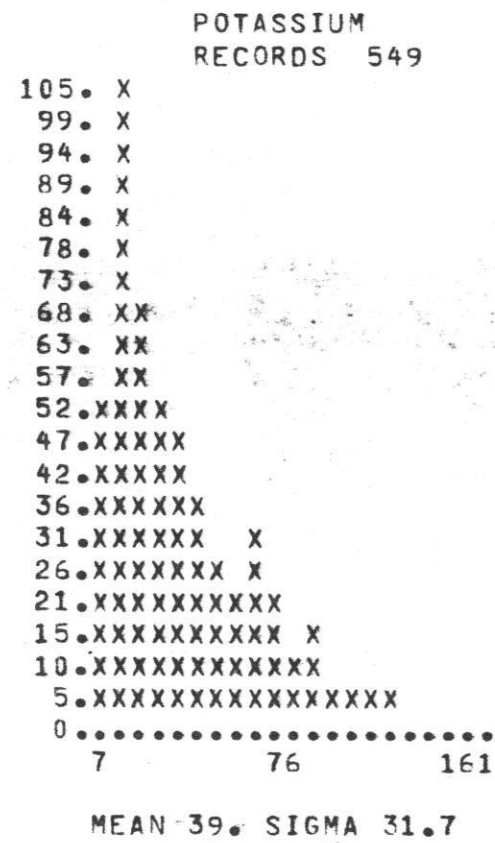 POTASSIUM
RECORDS 549
105. X
99. X
94. X
89. X
84. X
78. X
73. X
68. XX
63. XX
57. XX
52.XXXX
47.XXXXX
42.XXXXX
36.XXXXXX
31.XXXXXX  X
26.XXXXXXX X
21.XXXXXXXXXX
15.XXXXXXXXXX X
10.XXXXXXXXXXXX
5.XXXXXXXXXXXXXXXX
0.....................
7 76 161
MEAN 39. SIGMA 31.7